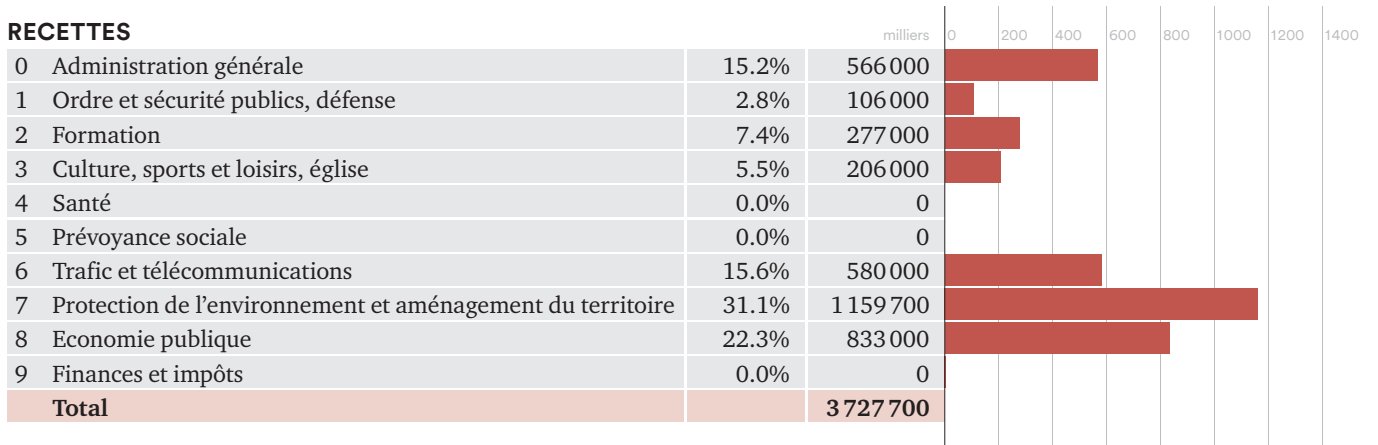 RECETTES milliers 0 200 400 600 800 1000 1200 1400
0 Administration générale 15.2% 566 000
1 Ordre et sécurité publics, défense 2.8% 106 000
2 Formation 7.4% 277 000
3 Culture, sports et loisirs, église 5.5% 206 000
4 Santé 0.0% 0
5 Prévoyance sociale 0.0% 0
6 Trafic et télécommunications 15.6% 580 000
7 Protection de l’environnement et aménagement du territoire 31.1% 1 159 700
8 Economie publique 22.3% 833 000
9 Finances et impôts 0.0% 0
Total 3 727 700